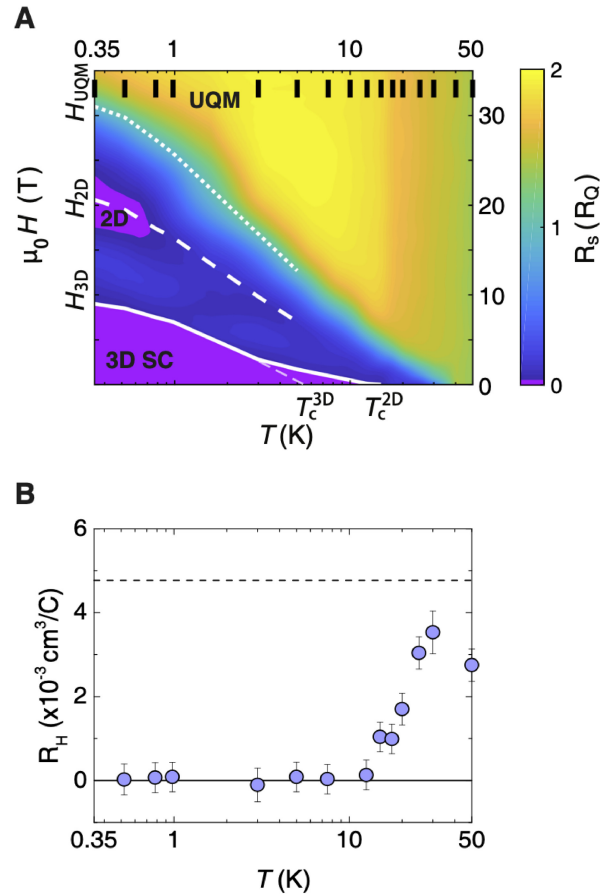 A
0.35 1 10 50
UQM
H_UQM
H_2D
H_3D
μ₀H (T)
2D
3D SC
30
20
10
0
T_c^3D T_c^2D
T (K)
2
1
0
R_s (R_Q)
B
6
4
2
0
R_H (x10⁻³ cm³/C)
0.35 1 10 50
T (K)